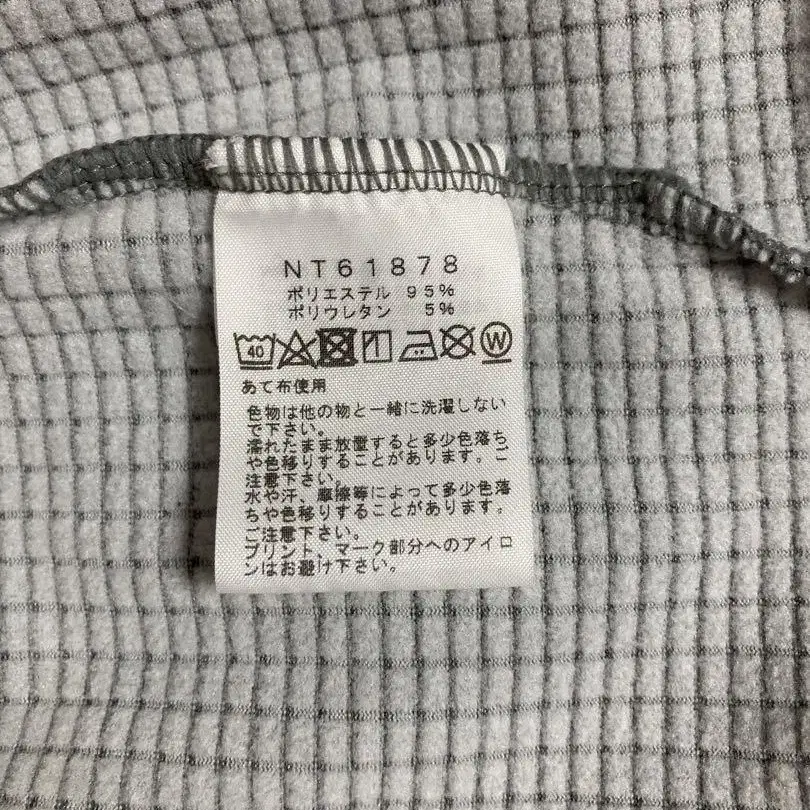 NT61878
ポリエステル 95%
ポリウレタン 5%
40 W
あて布使用
色物は他の物と一緒に洗濯しない
で下さい。
濡れたまま放置すると多少色落ち
や色移りすることがあります。ご
注意下さい。
水や汗、摩擦等によって多少色落
ちや色移りすることがあります。
ご注意下さい。
プリント、マーク部分へのアイロ
ンはお避け下さい。